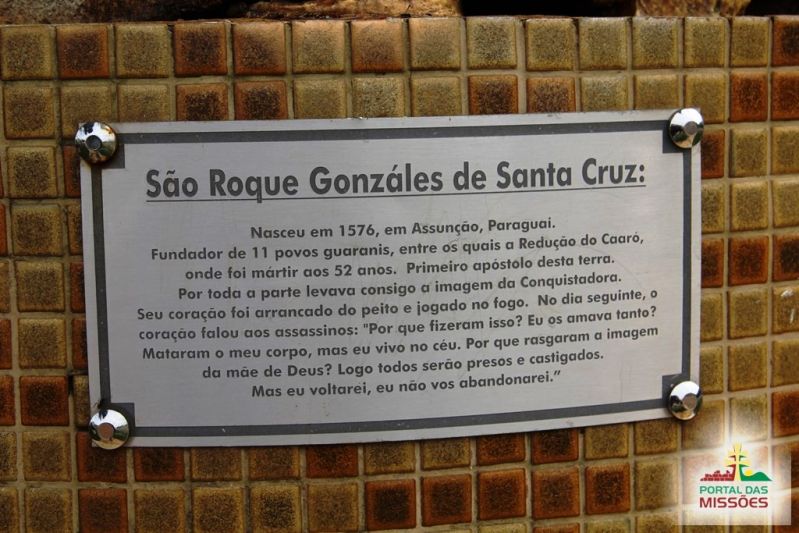 São Roque Gonzáles de Santa Cruz:
Nasceu em 1576, em Assunção, Paraguai.
Fundador de 11 povos guaranis, entre os quais a Redução do Caaró,
onde foi mártir aos 52 anos. Primeiro apóstolo desta terra.
Por toda a parte levava consigo a imagem da Conquistadora.
Seu coração foi arrancado do peito e jogado no fogo. No dia seguinte, o
coração falou aos assassinos: "Por que fizeram isso? Eu os amava tanto?
Mataram o meu corpo, mas eu vivo no céu. Por que rasgaram a imagem
da mãe de Deus? Logo todos serão presos e castigados.
Mas eu voltarei, eu não vos abandonarei.”
PORTAL DAS
MISSÕES